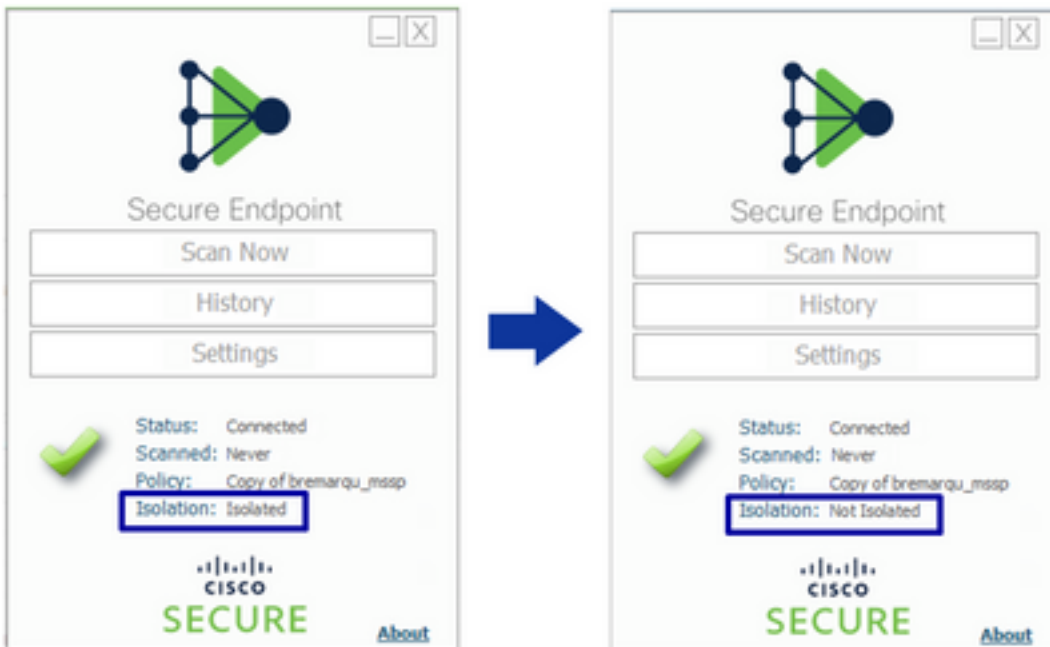 Secure Endpoint
Scan Now
History
Settings
Status: Connected
Scanned: Never
Policy: Copy of bremarqu_mssp
Isolation: Isolated
CISCO
SECURE
About
Secure Endpoint
Scan Now
History
Settings
Status: Connected
Scanned: Never
Policy: Copy of bremarqu_mssp
Isolation: Not Isolated
CISCO
SECURE
About